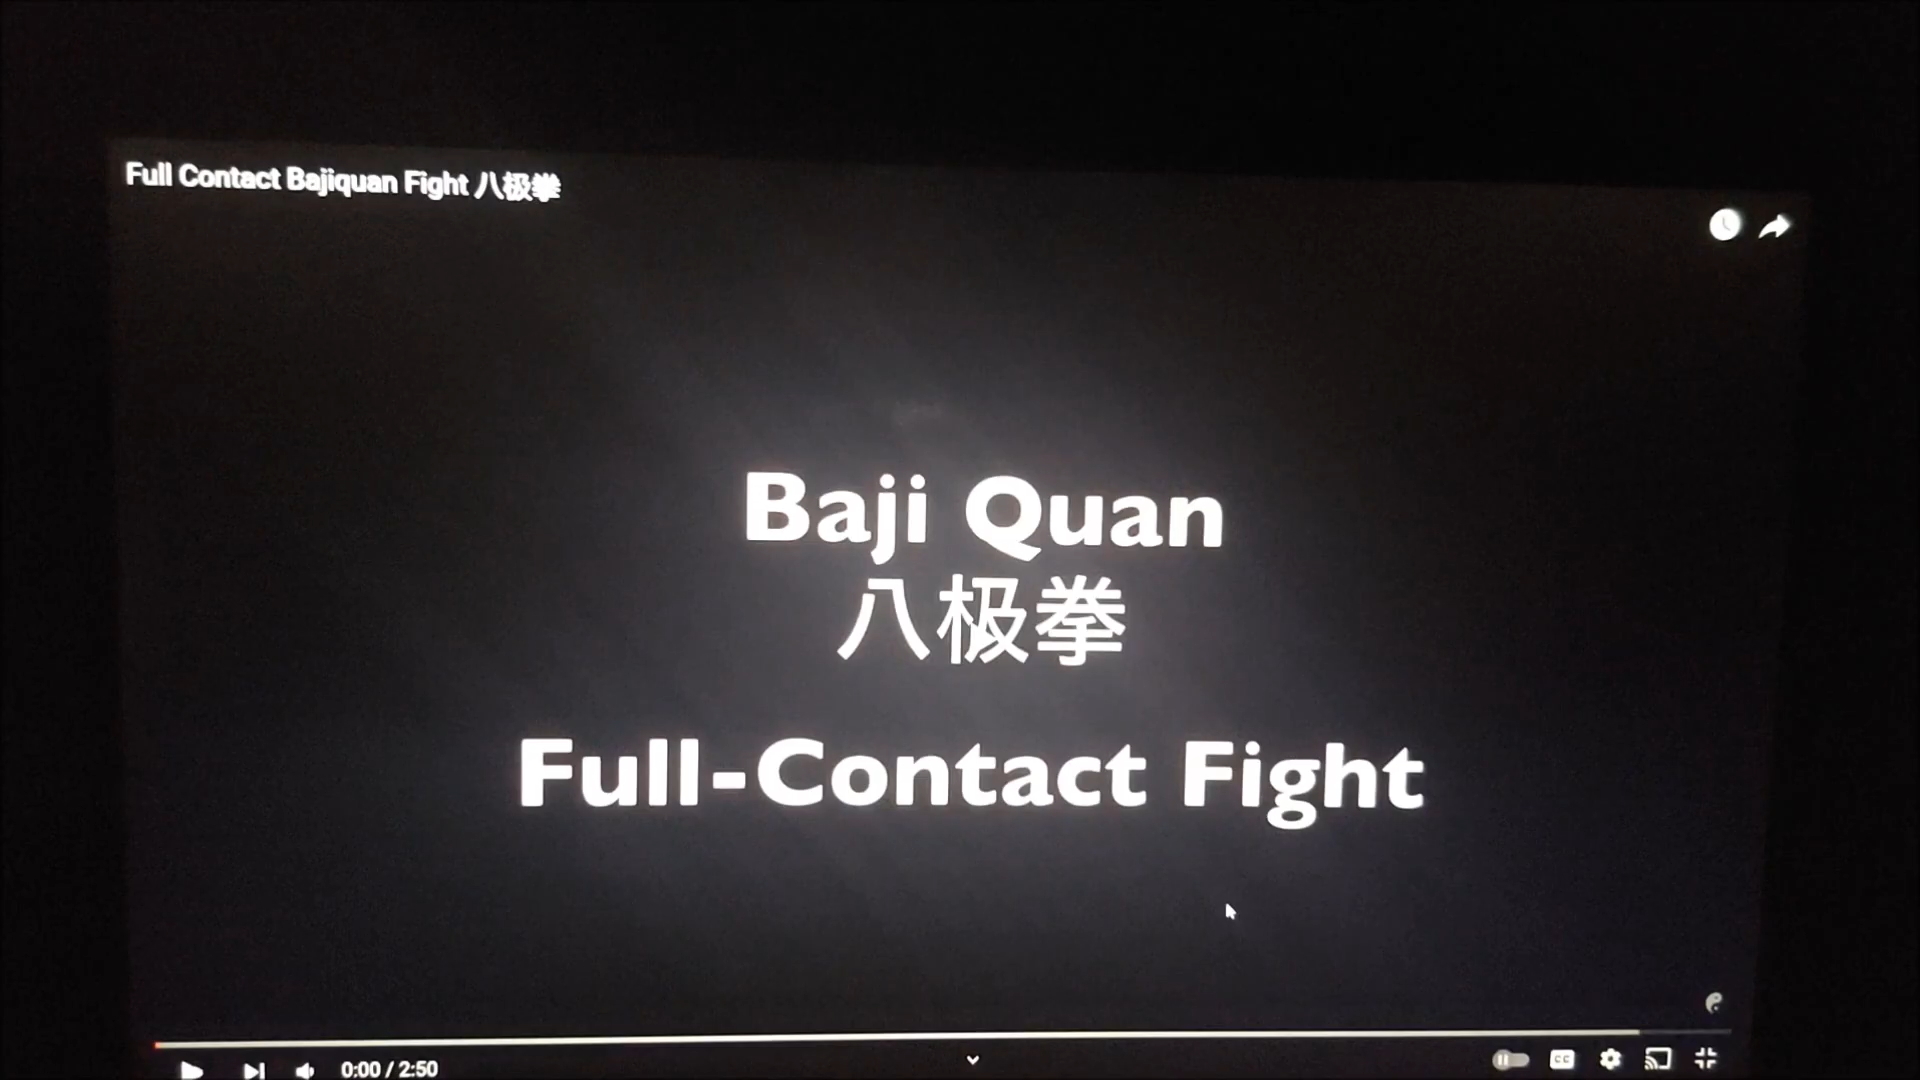 Full Contact Bajiquan Fight 八极拳
Baji Quan
八极拳
Full-Contact Fight
0:00 / 2:50
CC